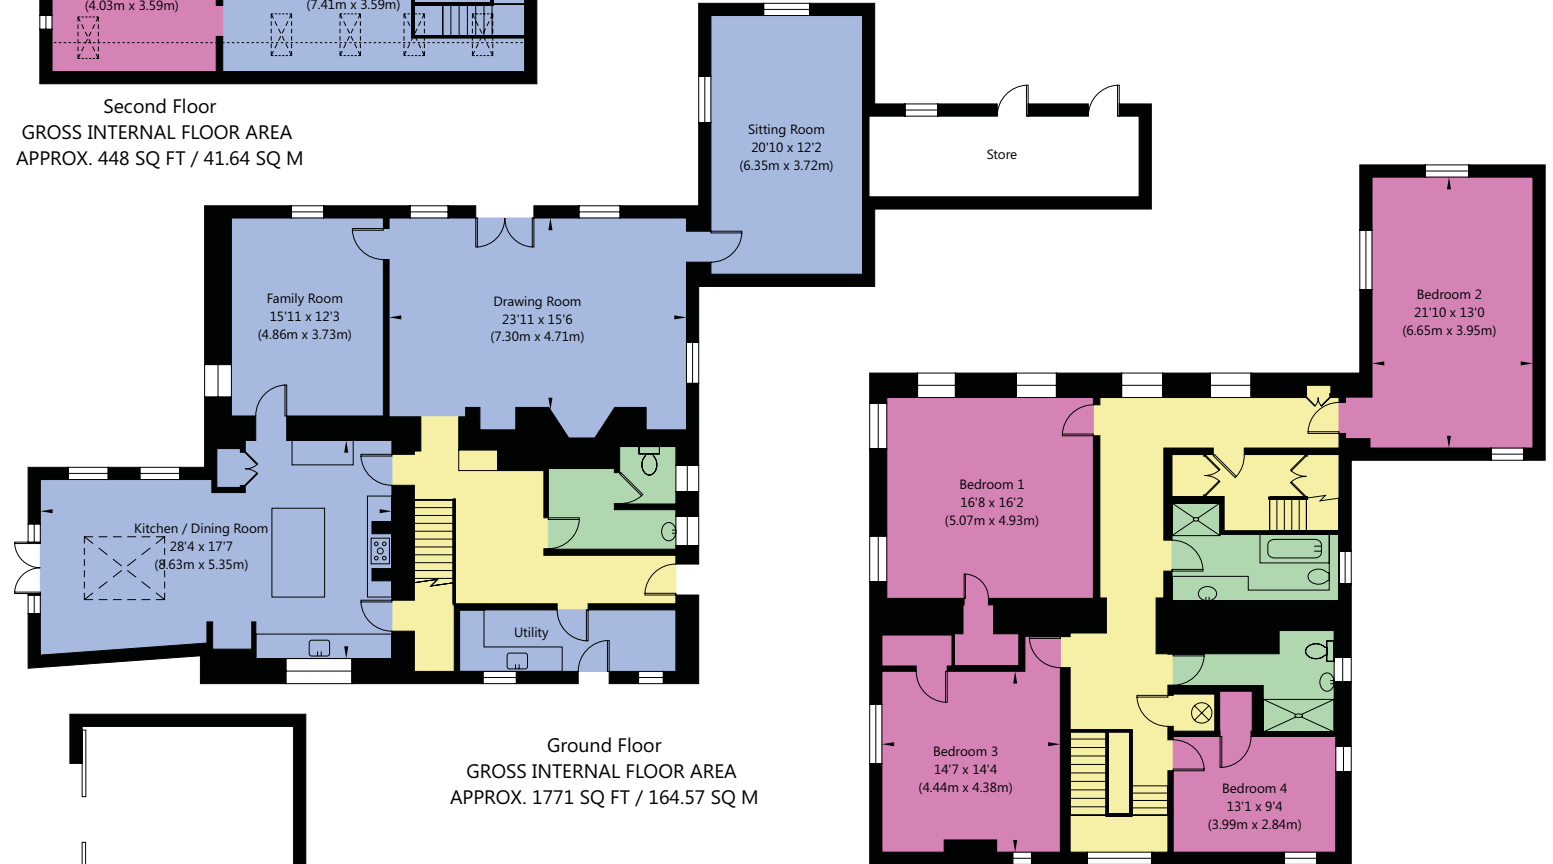 (4.03m x 3.59m)
(7.41m x 3.59m)
Second Floor
GROSS INTERNAL FLOOR AREA
APPROX. 448 SQ FT / 41.64 SQ M
Sitting Room
20'10 x 12'2
(6.35m x 3.72m)
Store
Family Room
15'11 x 12'3
(4.86m x 3.73m)
Drawing Room
23'11 x 15'6
(7.30m x 4.71m)
Bedroom 2
21'10 x 13'0
(6.65m x 3.95m)
Kitchen / Dining Room
28'4 x 17'7
(8.63m x 5.35m)
Bedroom 1
16'8 x 16'2
(5.07m x 4.93m)
Utility
Ground Floor
GROSS INTERNAL FLOOR AREA
APPROX. 1771 SQ FT / 164.57 SQ M
Bedroom 3
14'7 x 14'4
(4.44m x 4.38m)
Bedroom 4
13'1 x 9'4
(3.99m x 2.84m)